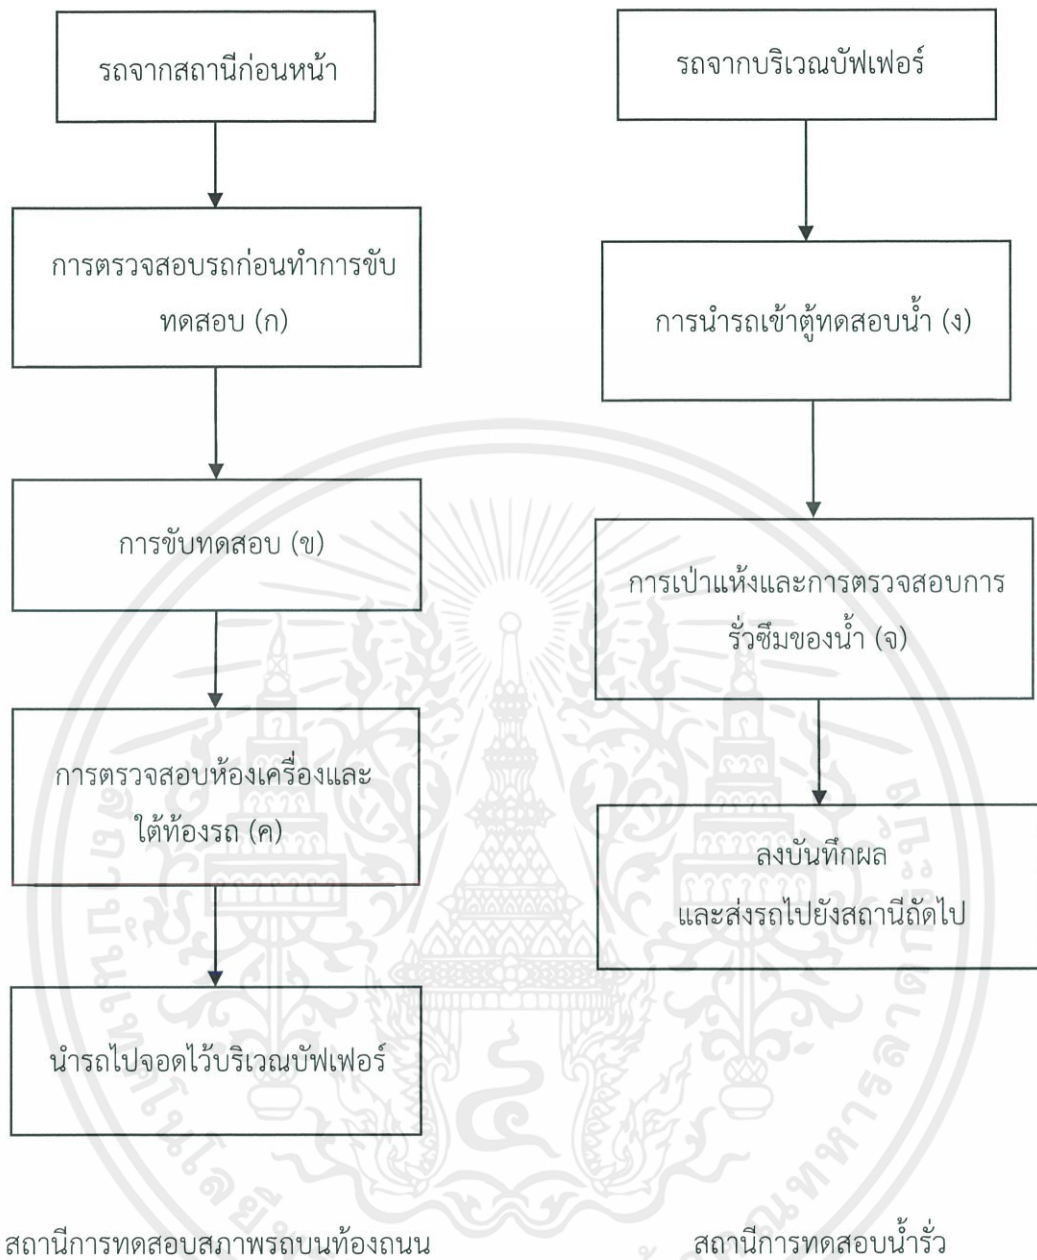 รถจากสถานีก่อนหน้า
การตรวจสอบรถก่อนทำการขับ
ทดสอบ (ก)
การขับทดสอบ (ข)
การตรวจสอบห้องเครื่องและ
ใต้ท้องรถ (ค)
นำรถไปจอดไว้บริเวณบัฟเฟอร์
สถานีการทดสอบสภาพรถบนท้องถนน
รถจากบริเวณบัฟเฟอร์
การนำรถเข้าตู้ทดสอบน้ำ (ง)
การเป่าแห้งและการตรวจสอบการ
รั่วซึมของน้ำ (จ)
ลงบันทึกผล
และส่งรถไปยังสถานีถัดไป
สถานีการทดสอบน้ำรั่ว